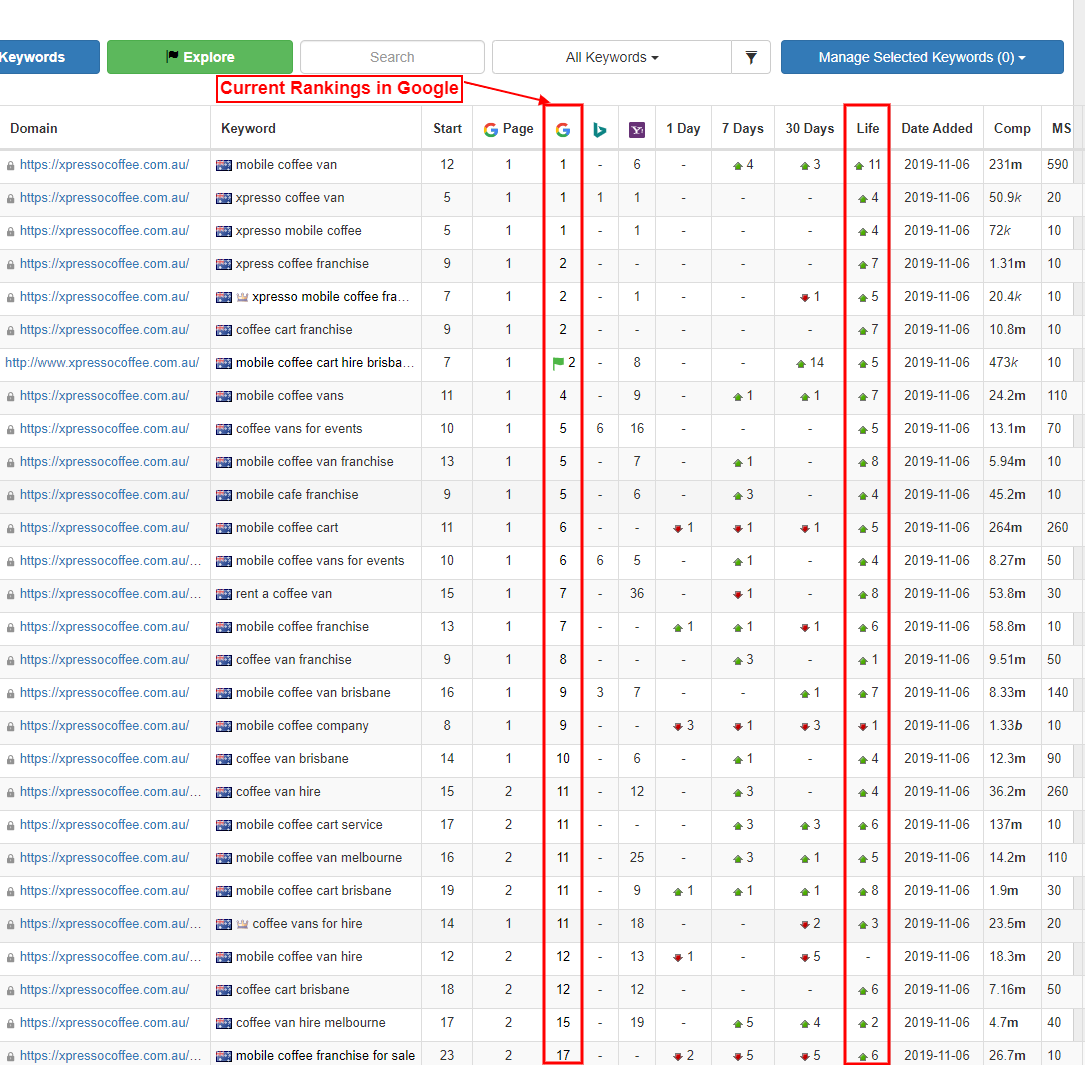 Keywords Explore Search All Keywords Manage Selected Keywords (0)
Current Rankings in Google
Domain Keyword Start Page 1 Day 7 Days 30 Days Life Date Added Comp MS
https://xpressocoffee.com.au/ mobile coffee van 12 1 1 - 6 - 4 3 11 2019-11-06 231m 590
https://xpressocoffee.com.au/ xpresso coffee van 5 1 1 1 1 - - - 4 2019-11-06 50.9k 20
https://xpressocoffee.com.au/ xpresso mobile coffee 5 1 1 - 1 - - - 4 2019-11-06 72k 10
https://xpressocoffee.com.au/ xpress coffee franchise 9 1 2 - - - - - 7 2019-11-06 1.31m 10
https://xpressocoffee.com.au/ xpresso mobile coffee fra... 7 1 2 - 1 - - 1 5 2019-11-06 20.4k 10
https://xpressocoffee.com.au/ coffee cart franchise 9 1 2 - - - - - 7 2019-11-06 10.8m 10
http://www.xpressocoffee.com.au/ mobile coffee cart hire brisba... 7 1 2 - 8 - - 14 5 2019-11-06 473k 10
https://xpressocoffee.com.au/ mobile coffee vans 11 1 4 - 9 - 1 1 7 2019-11-06 24.2m 110
https://xpressocoffee.com.au/ coffee vans for events 10 1 5 6 16 - - - 5 2019-11-06 13.1m 70
https://xpressocoffee.com.au/ mobile coffee van franchise 13 1 5 - 7 - 1 - 8 2019-11-06 5.94m 10
https://xpressocoffee.com.au/ mobile cafe franchise 9 1 5 - 6 - 3 - 4 2019-11-06 45.2m 10
https://xpressocoffee.com.au/ mobile coffee cart 11 1 6 - - 1 1 1 5 2019-11-06 264m 260
https://xpressocoffee.com.au/... mobile coffee vans for events 10 1 6 6 5 - 1 - 4 2019-11-06 8.27m 50
https://xpressocoffee.com.au/... rent a coffee van 15 1 7 - 36 - 1 - 8 2019-11-06 53.8m 30
https://xpressocoffee.com.au/ mobile coffee franchise 13 1 7 - - 1 1 1 6 2019-11-06 58.8m 10
https://xpressocoffee.com.au/ coffee van franchise 9 1 8 - - - 3 - 1 2019-11-06 9.51m 50
https://xpressocoffee.com.au/ mobile coffee van brisbane 16 1 9 3 7 - - 1 7 2019-11-06 8.33m 140
https://xpressocoffee.com.au/ mobile coffee company 8 1 9 - - 3 1 3 1 2019-11-06 1.33b 10
https://xpressocoffee.com.au/ coffee van brisbane 14 1 10 - 6 - 1 - 4 2019-11-06 12.3m 90
https://xpressocoffee.com.au/... coffee van hire 15 2 11 - 12 - 3 - 4 2019-11-06 36.2m 260
https://xpressocoffee.com.au/ mobile coffee cart service 17 2 11 - - - 3 3 6 2019-11-06 137m 10
https://xpressocoffee.com.au/ mobile coffee van melbourne 16 2 11 - 25 - 3 1 5 2019-11-06 14.2m 110
https://xpressocoffee.com.au/ mobile coffee cart brisbane 19 2 11 - 9 1 1 1 8 2019-11-06 1.9m 30
https://xpressocoffee.com.au/... coffee vans for hire 14 1 11 - 18 - - 2 3 2019-11-06 23.5m 20
https://xpressocoffee.com.au/... mobile coffee van hire 12 2 12 - 13 1 - 5 - 2019-11-06 18.3m 20
https://xpressocoffee.com.au/ coffee cart brisbane 18 2 12 - 12 - - - 6 2019-11-06 7.16m 50
https://xpressocoffee.com.au/ coffee van hire melbourne 17 2 15 - 19 - 5 4 2 2019-11-06 4.7m 40
https://xpressocoffee.com.au/... mobile coffee franchise for sale 23 2 17 - - 2 5 5 6 2019-11-06 26.7m 10